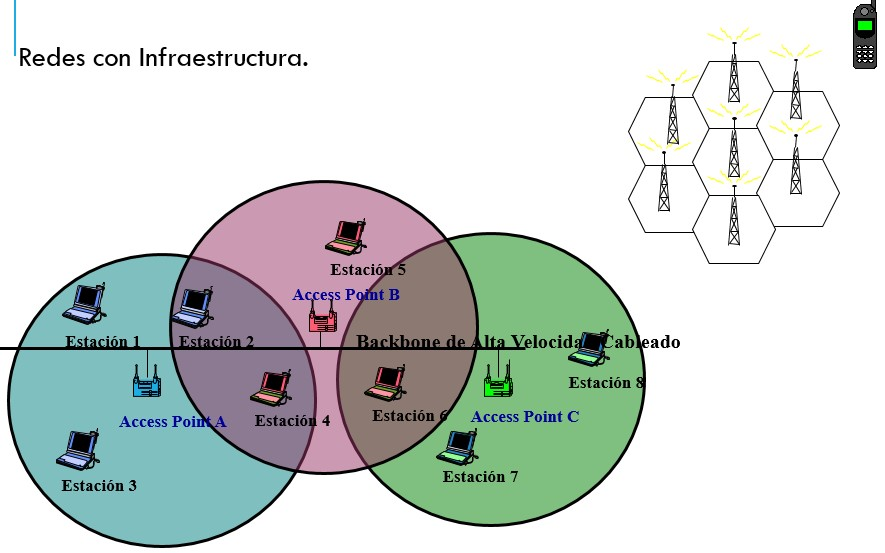 Redes con Infraestructura.
Estación 5
Access Point B
Estación 1
Estación 2
Backbone de Alta Velocidad Cableado
Estación 8
Access Point A
Estación 4
Estación 6
Access Point C
Estación 3
Estación 7